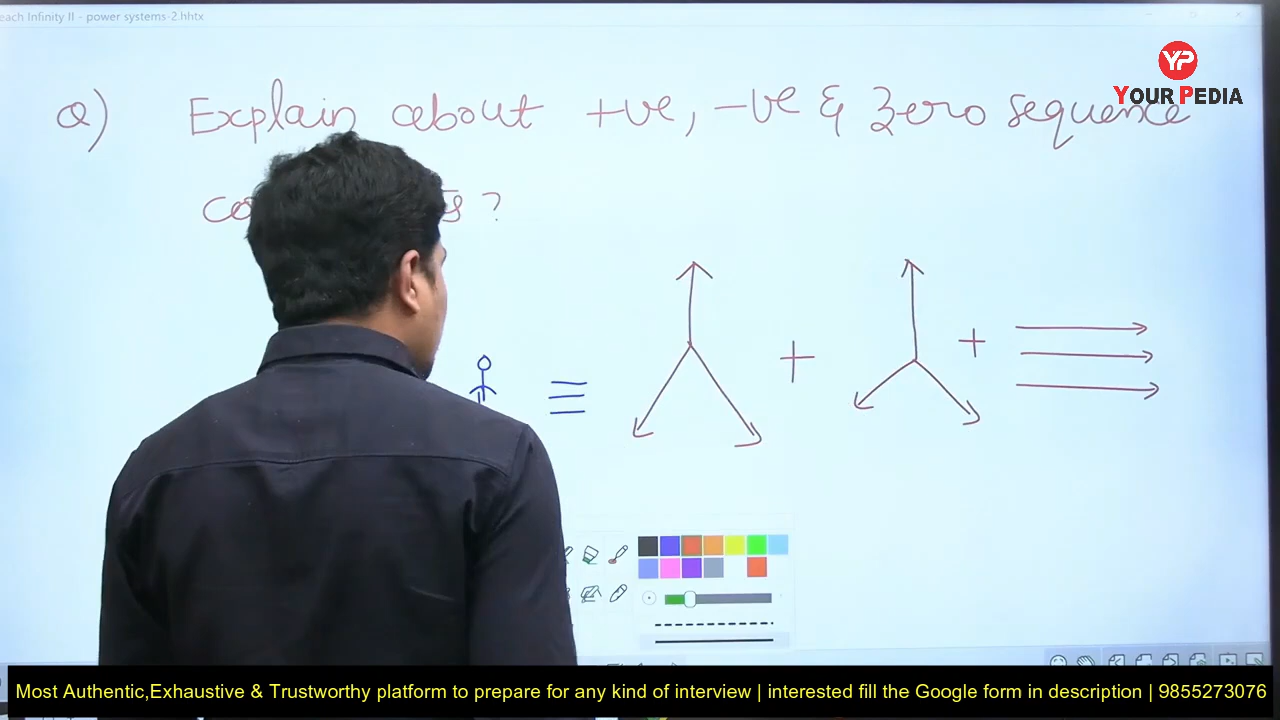 each Infinity II - power systems-2.hhtx
YP
YOUR PEDIA
Q) Explain about +ve, -ve & Zero sequence
?
≡ + +
Most Authentic,Exhaustive & Trustworthy platform to prepare for any kind of interview | interested fill the Google form in description | 9855273076